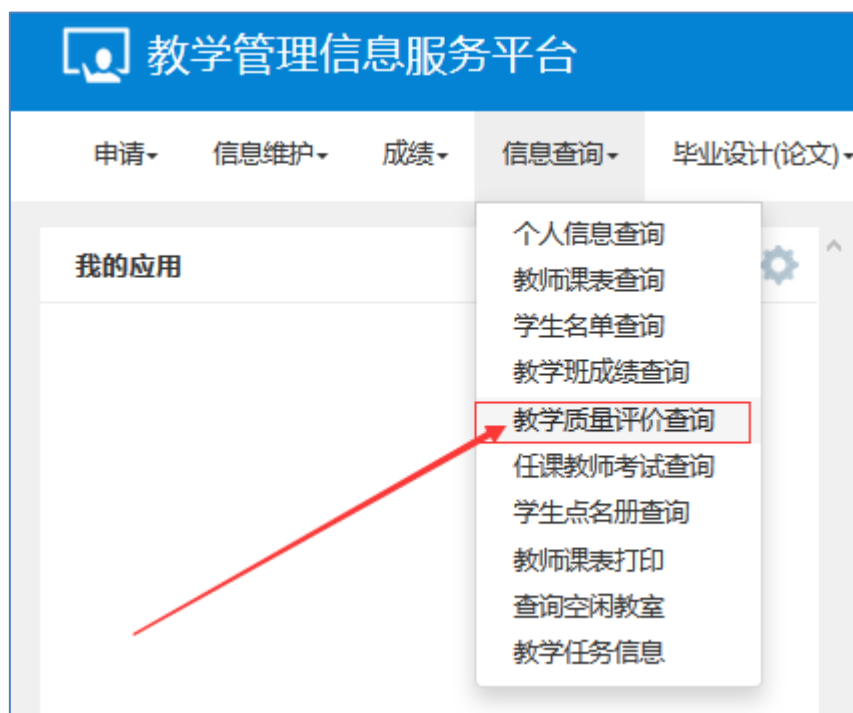 教学管理信息服务平台
申请 信息维护 成绩 信息查询 毕业设计(论文)
我的应用
个人信息查询
教师课表查询
学生名单查询
教学班成绩查询
教学质量评价查询
任课教师考试查询
学生点名册查询
教师课表打印
查询空闲教室
教学任务信息